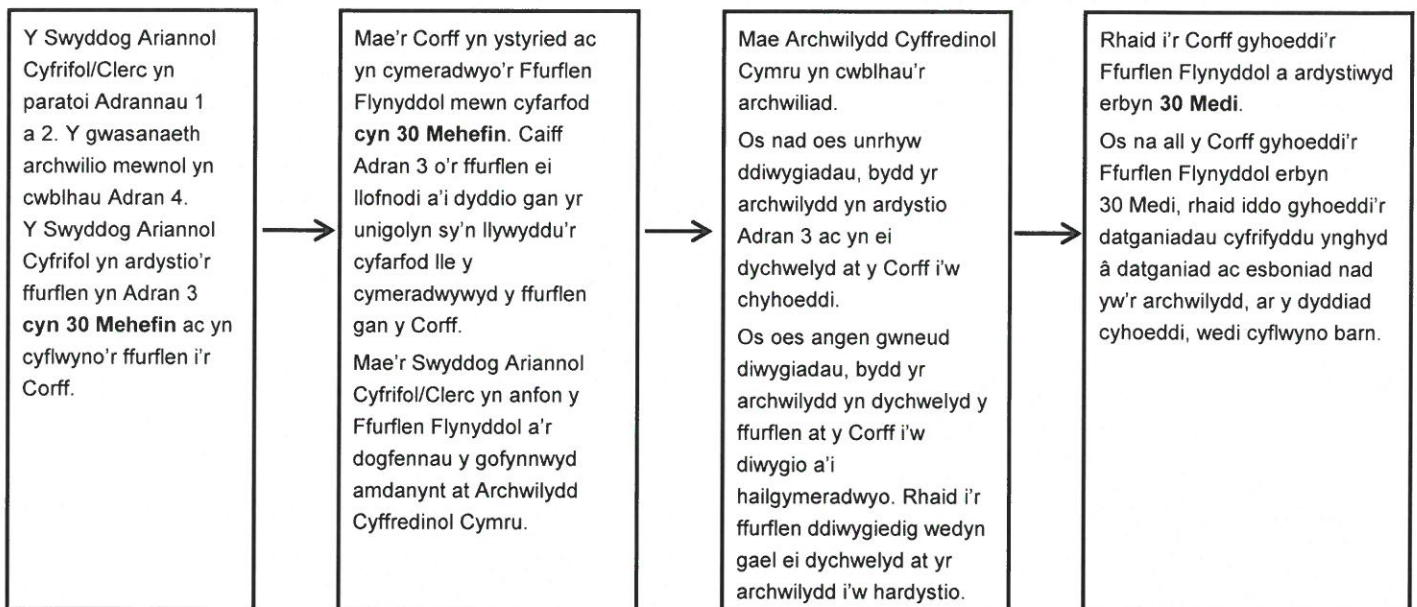 Y Swyddog Ariannol
Cyfrifol/Clerc yn
paratoi Adrannau 1
a 2. Y gwasanaeth
archwilio mewnol yn
cwblhau Adran 4.
Y Swyddog Ariannol
Cyfrifol yn ardystio'r
ffurflen yn Adran 3
cyn 30 Mehefin ac yn
cyflwyno'r ffurflen i'r
Corff.
Mae'r Corff yn ystyried ac
yn cymeradwyo'r Ffurflen
Flynyddol mewn cyfarfod
cyn 30 Mehefin. Caiff
Adran 3 o'r ffurflen ei
llofnodi a'i dyddio gan yr
unigolyn sy'n llywyddu'r
cyfarfod lle y
cymeradwywyd y ffurflen
gan y Corff.
Mae'r Swyddog Ariannol
Cyfrifol/Clerc yn anfon y
Ffurflen Flynyddol a'r
dogfennau y gofynnwyd
amdanynt at Archwilydd
Cyffredinol Cymru.
Mae Archwilydd Cyffredinol
Cymru yn cwblhau'r
archwiliad.
Os nad oes unrhyw
ddiwygiadau, bydd yr
archwilydd yn ardystio
Adran 3 ac yn ei
dychwelyd at y Corff i'w
chyhoeddi.
Os oes angen gwneud
diwygiadau, bydd yr
archwilydd yn dychwelyd y
ffurflen at y Corff i'w
diwygio a'i
hailgymeradwyo. Rhaid i'r
ffurflen ddiwygiedig wedyn
gael ei dychwelyd at yr
archwilydd i'w hardystio.
Rhaid i'r Corff gyhoeddi'r
Ffurflen Flynyddol a ardystiwyd
erbyn 30 Medi.
Os na all y Corff gyhoeddi'r
Ffurflen Flynyddol erbyn
30 Medi, rhaid iddo gyhoeddi'r
datganiadau cyfrifyddu ynghyd
â datganiad ac esboniad nad
yw'r archwilydd, ar y dyddiad
cyhoeddi, wedi cyflwyno barn.